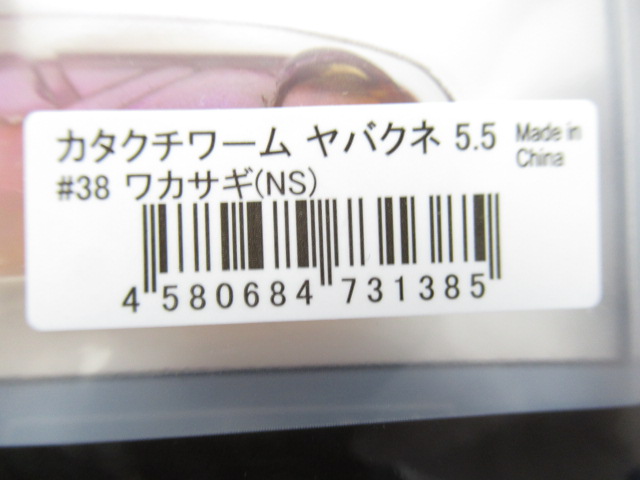 カタクチワーム ヤバクネ 5.5
Made in
China
#38 ワカサギ(NS)
4 580684 731385